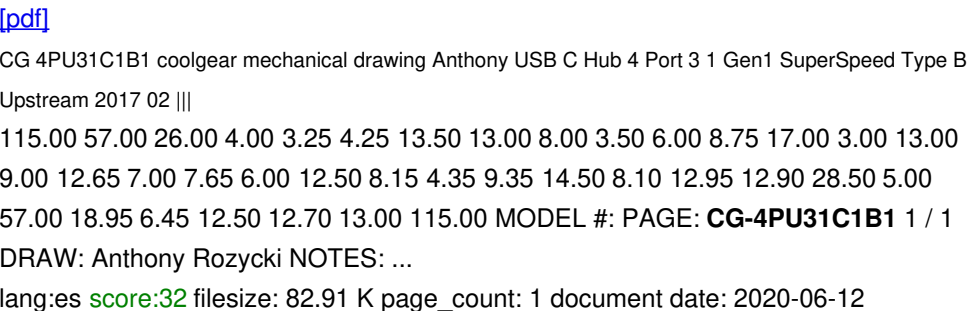 [pdf]
CG 4PU31C1B1 coolgear mechanical drawing Anthony USB C Hub 4 Port 3 1 Gen1 SuperSpeed Type B
Upstream 2017 02 |||
115.00 57.00 26.00 4.00 3.25 4.25 13.50 13.00 8.00 3.50 6.00 8.75 17.00 3.00 13.00
9.00 12.65 7.00 7.65 6.00 12.50 8.15 4.35 9.35 14.50 8.10 12.95 12.90 28.50 5.00
57.00 18.95 6.45 12.50 12.70 13.00 115.00 MODEL #: PAGE: CG-4PU31C1B1 1 / 1
DRAW: Anthony Rozycki NOTES: ...
lang:es score:32 filesize: 82.91 K page_count: 1 document date: 2020-06-12